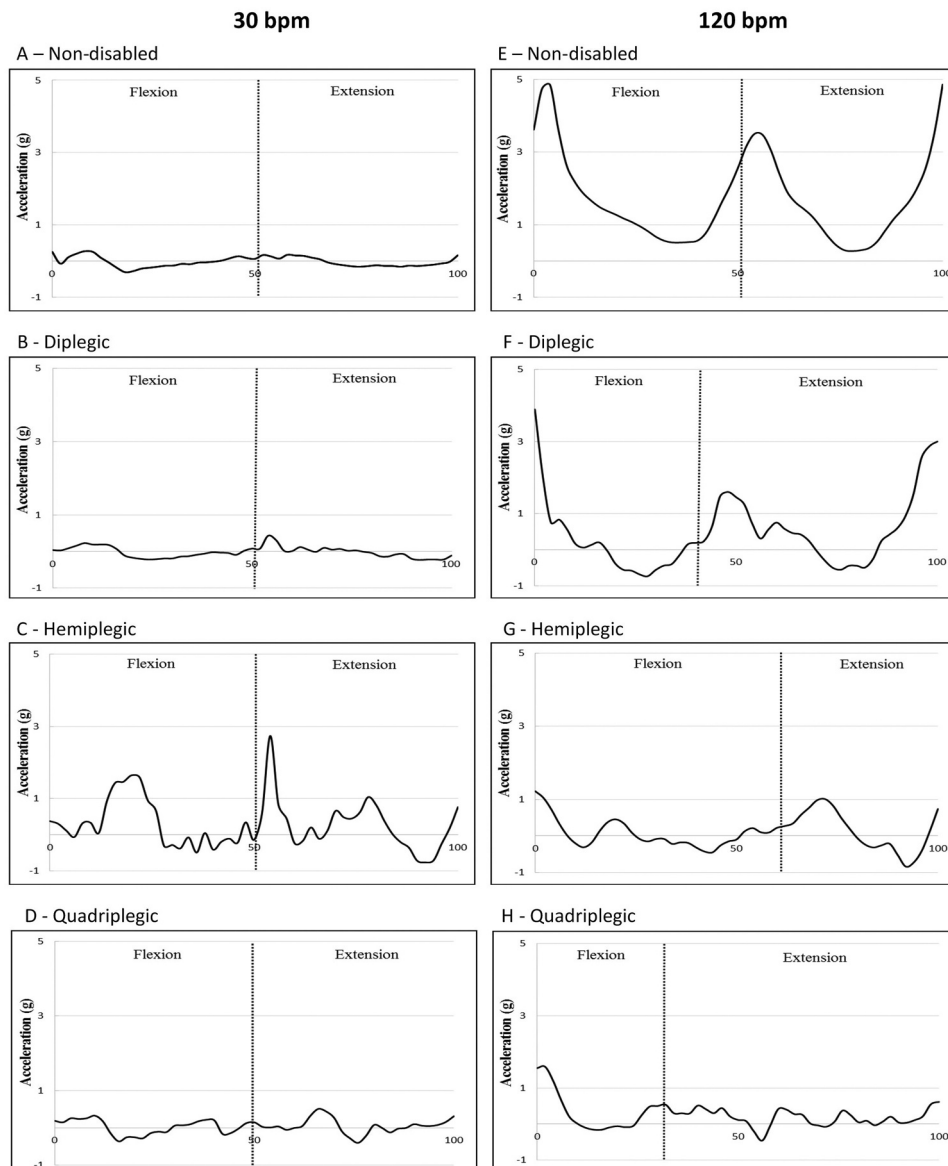 30 bpm
120 bpm
A – Non-disabled
Acceleration (g)
5
3
1
-1
0
50
100
Flexion
Extension
E – Non-disabled
Acceleration (g)
5
3
1
-1
0
50
100
Flexion
Extension
B - Diplegic
Acceleration (g)
5
3
1
-1
0
50
100
Flexion
Extension
F - Diplegic
Acceleration (g)
5
3
1
-1
0
50
100
Flexion
Extension
C - Hemiplegic
Acceleration (g)
5
3
1
-1
0
50
100
Flexion
Extension
G - Hemiplegic
Acceleration (g)
5
3
1
-1
0
50
100
Flexion
Extension
D - Quadriplegic
Acceleration (g)
5
3
1
-1
0
50
100
Flexion
Extension
H - Quadriplegic
Acceleration (g)
5
3
1
-1
0
50
100
Flexion
Extension